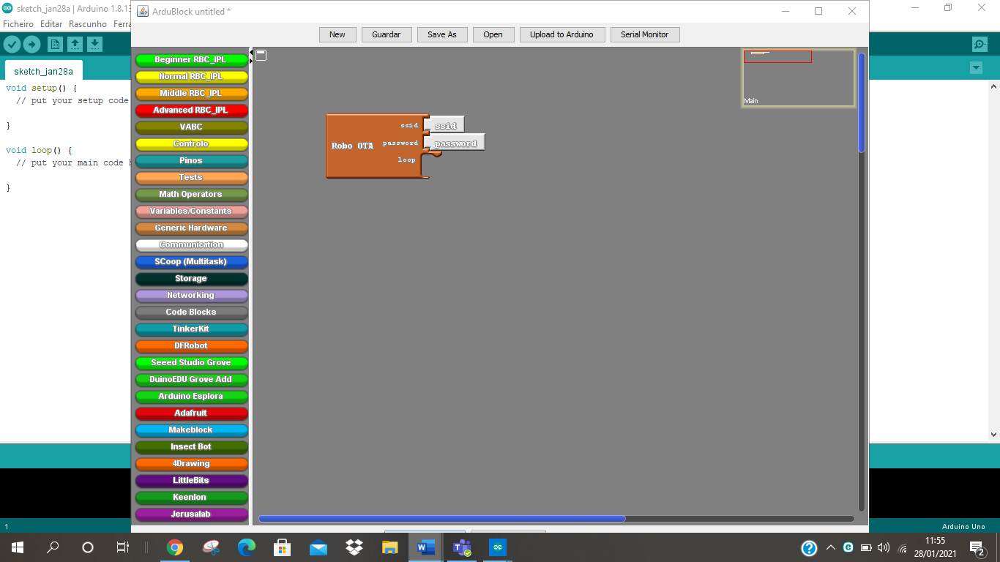 sketch_jan28a | Arduino 1.8.13
ArduBlock untitled *
Ficheiro Editar Rascunho Ferra
New Guardar Save As Open Upload to Arduino Serial Monitor
sketch_jan28a
void setup() {
// put your setup code
}
void loop() {
// put your main code h
}
Beginner RBC_IPL
Normal RBC_IPL
Middle RBC_IPL
Advanced RBC_IPL
VABC
Controlo
Pinos
Tests
Math Operators
Variables/Constants
Generic Hardware
Communication
SCoop (Multitask)
Storage
Networking
Code Blocks
TinkerKit
DFRobot
Seeed Studio Grove
DuinoEDU Grove Add
Arduino Esplora
Adafruit
Makeblock
Insect Bot
4Drawing
LittleBits
Keenlon
Jerusalab
Robo OTA
ssid ssid
password password
loop
Main
1
Arduino Uno
11:55
28/01/2021
2